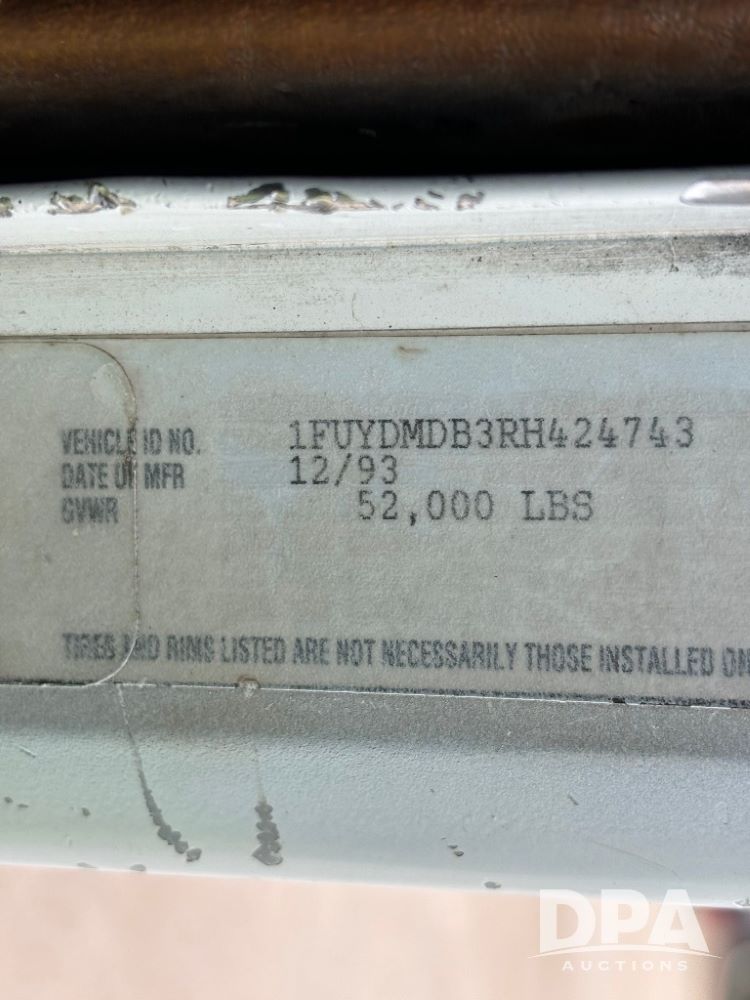 VEHICLE ID NO. 1FUYDMDB3RH424743
DATE OF MFR 12/93
GVWR 52,000 LBS
TIRES AND RIMS LISTED ARE NOT NECESSARILY THOSE INSTALLED ON
DPA
AUCTIONS